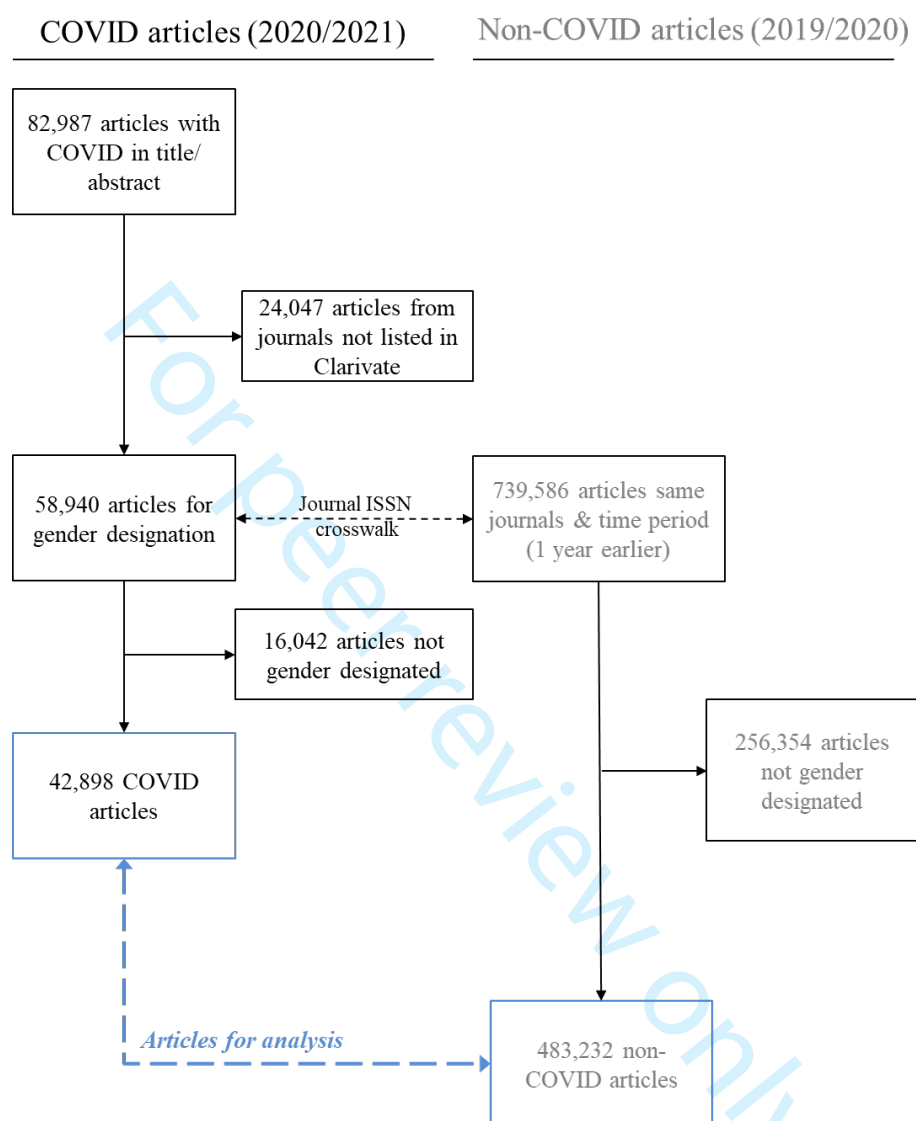 COVID articles (2020/2021)
Non-COVID articles (2019/2020)
82,987 articles with
COVID in title/
abstract
24,047 articles from
journals not listed in
Clarivate
58,940 articles for
gender designation
Journal ISSN
crosswalk
739,586 articles same
journals & time period
(1 year earlier)
16,042 articles not
gender designated
256,354 articles
not gender
designated
42,898 COVID
articles
Articles for analysis
483,232 non-
COVID articles
For peer review only